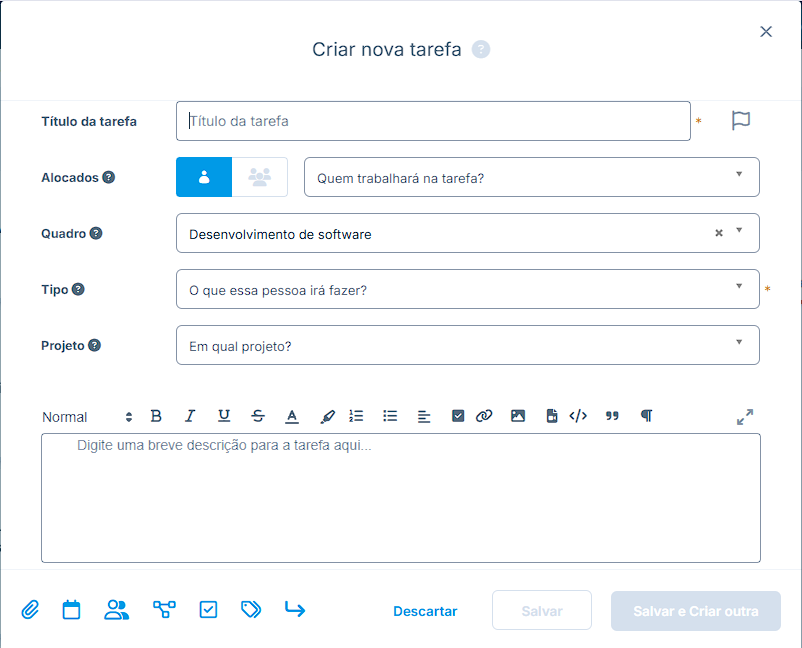 Criar nova tarefa ?
Título da tarefa
Título da tarefa *
Alocados ?
Quem trabalhará na tarefa?
Quadro ?
Desenvolvimento de software
Tipo ?
O que essa pessoa irá fazer? *
Projeto ?
Em qual projeto?
Normal B I U S A
Digite uma breve descrição para a tarefa aqui...
Descartar Salvar Salvar e Criar outra